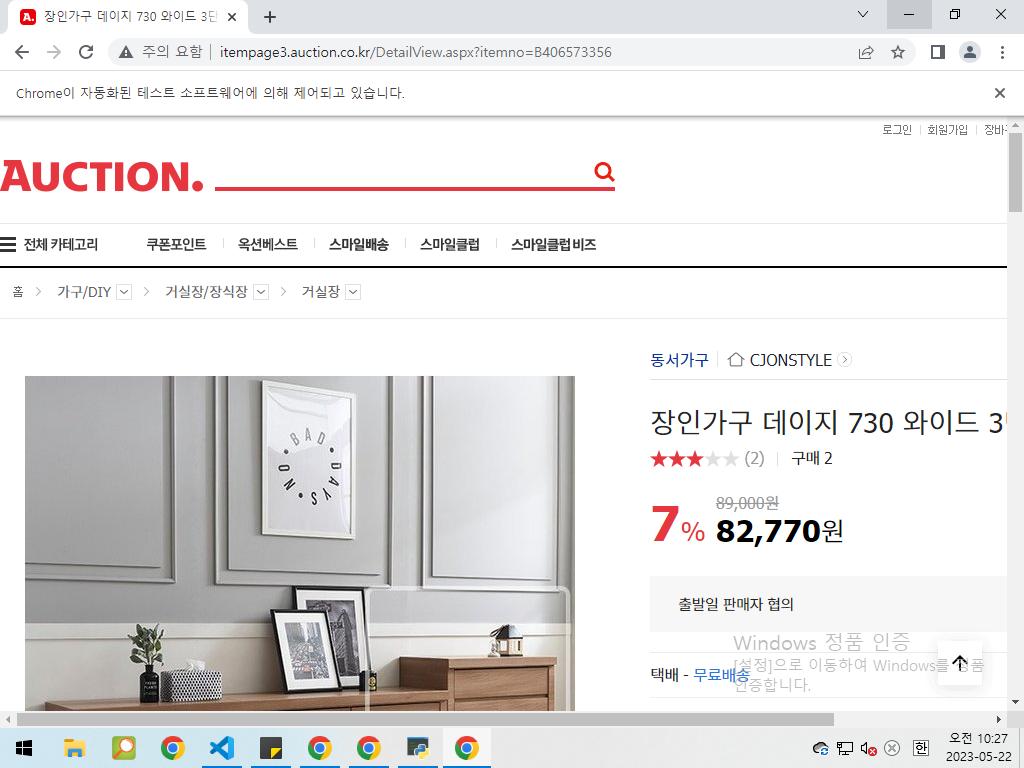 장인가구 데이지 730 와이드 3단
주의 요함
itempage3.auction.co.kr/DetailView.aspx?itemno=B406573356
Chrome이 자동화된 테스트 소프트웨어에 의해 제어되고 있습니다.
로그인 회원가입 장바구
AUCTION.
전체 카테고리 쿠폰포인트 옥션베스트 스마일배송 스마일클럽 스마일클럽 비즈
홈 가구/DIY 거실장/장식장 거실장
동서가구 CJONSTYLE
장인가구 데이지 730 와이드 3단
(2) 구매 2
BAD DAYS NO
89,000원
7% 82,770원
출발일 판매자 협의
택배 - 무료배송
Windows 정품 인증
[설정]으로 이동하여 Windows를 정품
인증합니다.
한
오전 10:27
2023-05-22